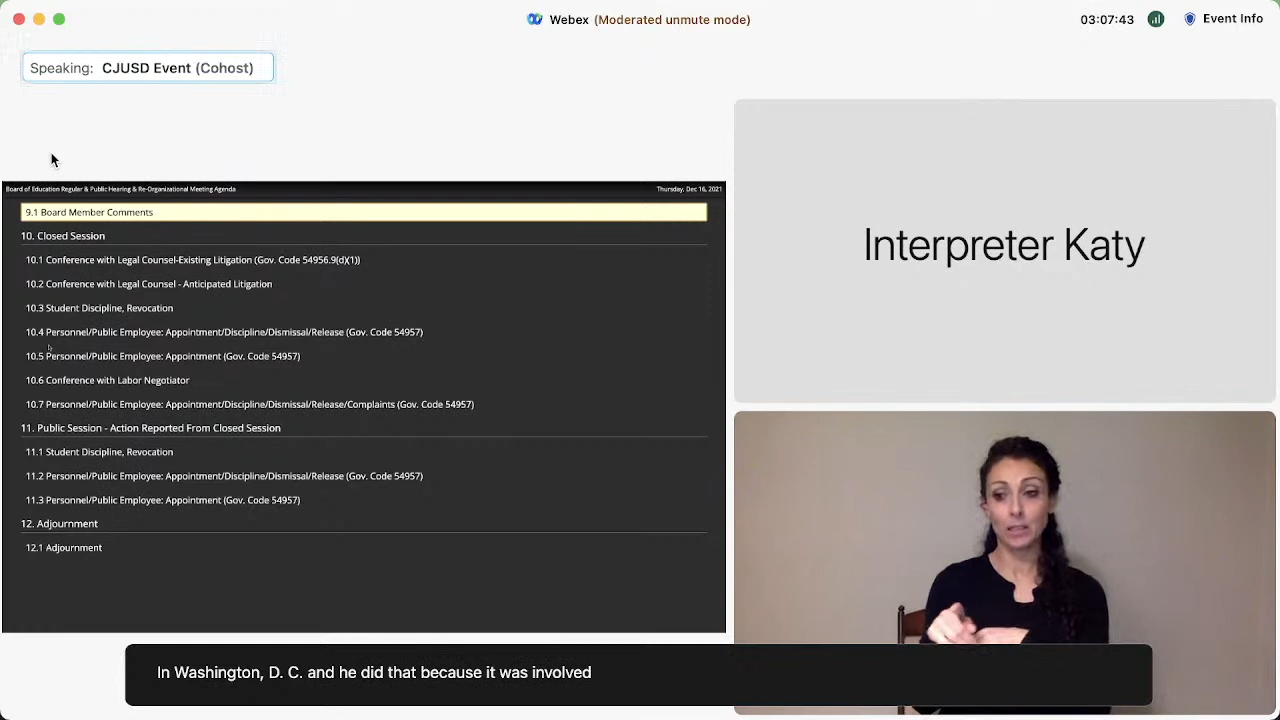 Webex (Moderated unmute mode)
03:07:43
Event Info
Speaking: CJUSD Event (Cohost)
Board of Education Regular & Public Hearing & Re-Organizational Meeting Agenda
Thursday, Dec 16, 2021
9.1 Board Member Comments
10. Closed Session
10.1 Conference with Legal Counsel-Existing Litigation (Gov. Code 54956.9(d)(1))
10.2 Conference with Legal Counsel - Anticipated Litigation
10.3 Student Discipline, Revocation
10.4 Personnel/Public Employee: Appointment/Discipline/Dismissal/Release (Gov. Code 54957)
10.5 Personnel/Public Employee: Appointment (Gov. Code 54957)
10.6 Conference with Labor Negotiator
10.7 Personnel/Public Employee: Appointment/Discipline/Dismissal/Release/Complaints (Gov. Code 54957)
11. Public Session - Action Reported From Closed Session
11.1 Student Discipline, Revocation
11.2 Personnel/Public Employee: Appointment/Discipline/Dismissal/Release (Gov. Code 54957)
11.3 Personnel/Public Employee: Appointment (Gov. Code 54957)
12. Adjournment
12.1 Adjournment
Interpreter Katy
In Washington, D. C. and he did that because it was involved